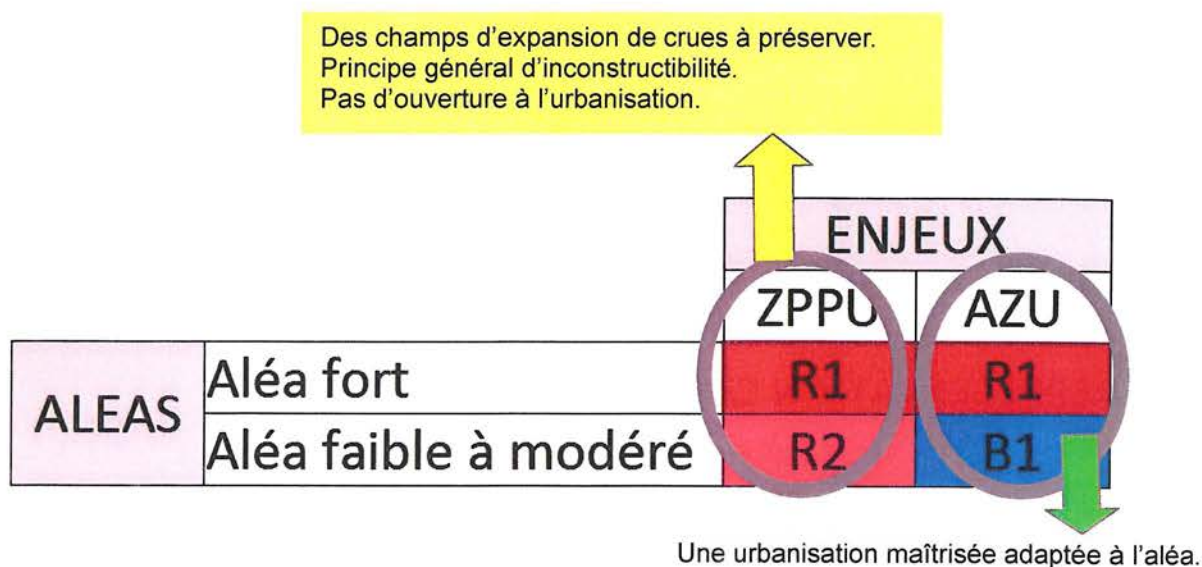 Des champs d'expansion de crues à préserver.
Principe général d'inconstructibilité.
Pas d'ouverture à l'urbanisation.
ENJEUX
ZPPU AZU
ALEAS Aléa fort R1 R1
Aléa faible à modéré R2 B1
Une urbanisation maîtrisée adaptée à l'aléa.